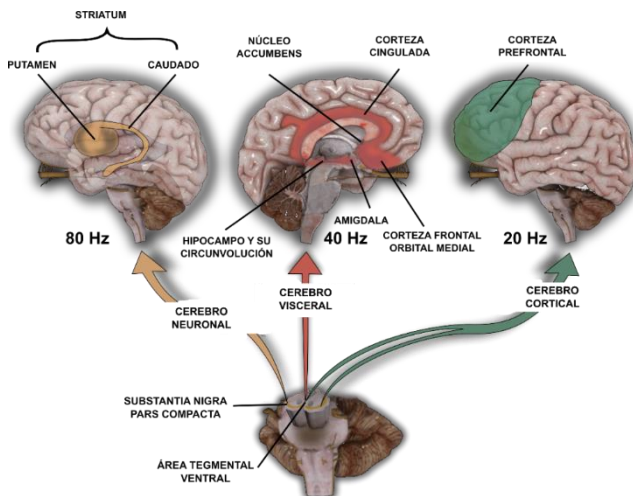 STRIATUM
PUTAMEN
CAUDADO
NÚCLEO
ACCUMBENS
CORTEZA
CINGULADA
CORTEZA
PREFRONTAL
80 Hz
HIPOCAMPO Y SU
CIRCUNVOLUCIÓN
40 Hz
AMIGDALA
CORTEZA FRONTAL
ORBITAL MEDIAL
20 Hz
CEREBRO
NEURONAL
CEREBRO
VISCERAL
CEREBRO
CORTICAL
SUBSTANTIA NIGRA
PARS COMPACTA
ÁREA TEGMENTAL
VENTRAL